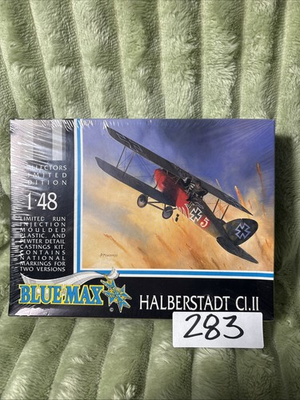 COLLECTORS
LIMITED
EDITION
1/48
LIMITED RUN
INJECTION
MOULDED
PLASTIC AND
PEWTER DETAIL
CASTINGS KIT.
CONTAINS
NATIONAL
MARKINGS FOR
TWO VERSIONS
5
BLUE MAX
HALBERSTADT Cl.II
283